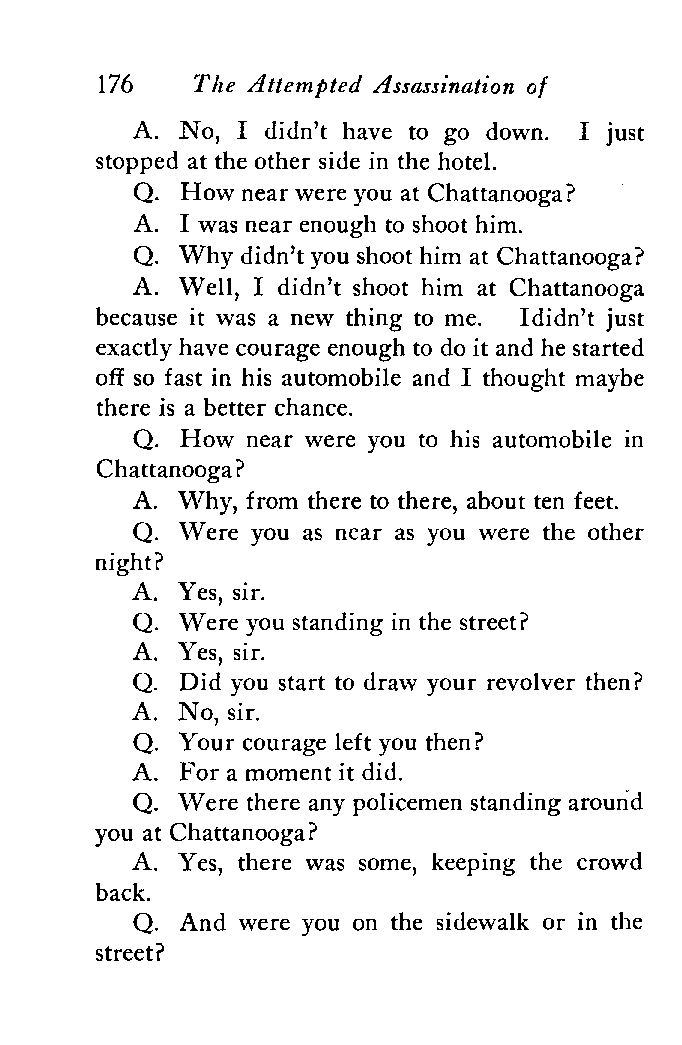 176 The Attempted Assassination of
A. No, I didn't have to go down. I just
stopped at the other side in the hotel.
Q. How near were you at Chattanooga?
A. I was near enough to shoot him.
Q. Why didn't you shoot him at Chattanooga?
A. Well, I didn't shoot him at Chattanooga
because it was a new thing to me. Ididn't just
exactly have courage enough to do it and he started
off so fast in his automobile and I thought maybe
there is a better chance.
Q. How near were you to his automobile in
Chattanooga?
A. Why, from there to there, about ten feet.
Q. Were you as near as you were the other
night?
A. Yes, sir.
Q. Were you standing in the street?
A. Yes, sir.
Q. Did you start to draw your revolver then?
A. No, sir.
Q. Your courage left you then?
A. For a moment it did.
Q. Were there any policemen standing around
you at Chattanooga?
A. Yes, there was some, keeping the crowd
back.
Q. And were you on the sidewalk or in the
street?